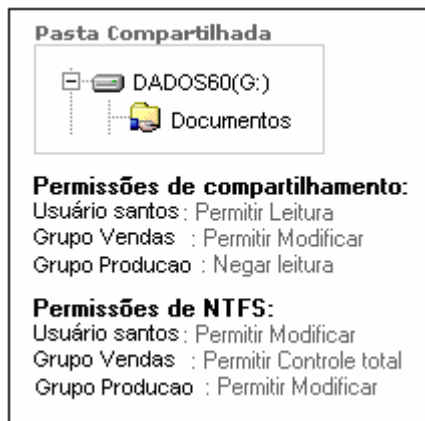 Pasta Compartilhada
DADOS60(G:)
Documentos
Permissões de compartilhamento:
Usuário santos : Permitir Leitura
Grupo Vendas : Permitir Modificar
Grupo Producao : Negar leitura
Permissões de NTFS:
Usuário santos : Permitir Modificar
Grupo Vendas : Permitir Controle total
Grupo Producao : Permitir Modificar